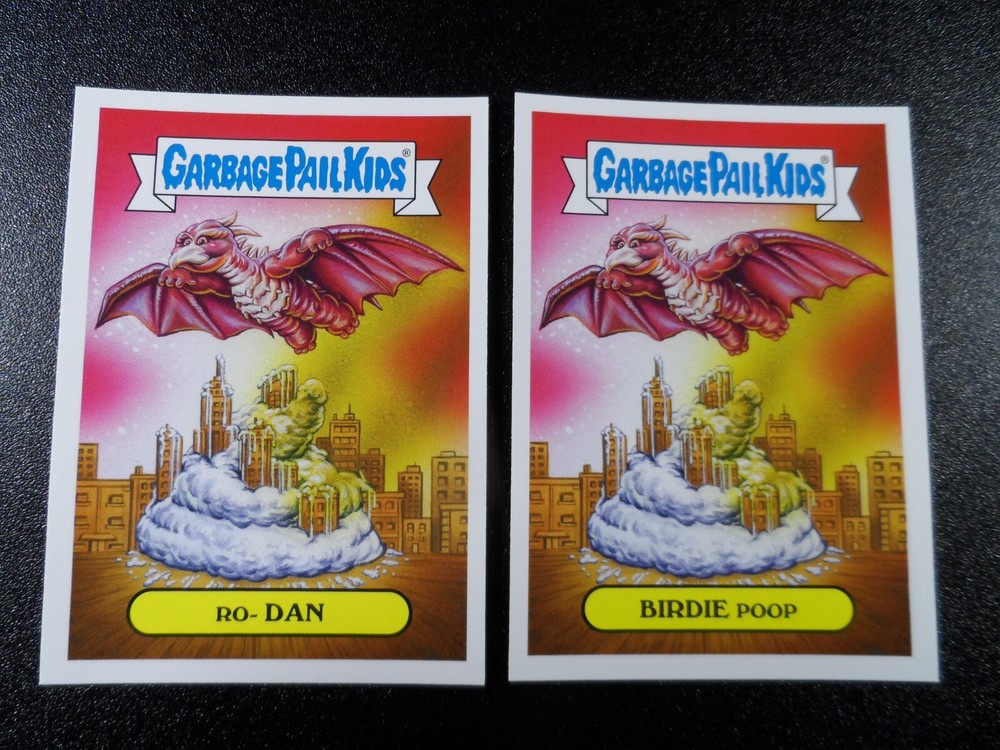 GARBAGE PAIL KIDS®
RO- DAN
GARBAGE PAIL KIDS®
BIRDIE POOP